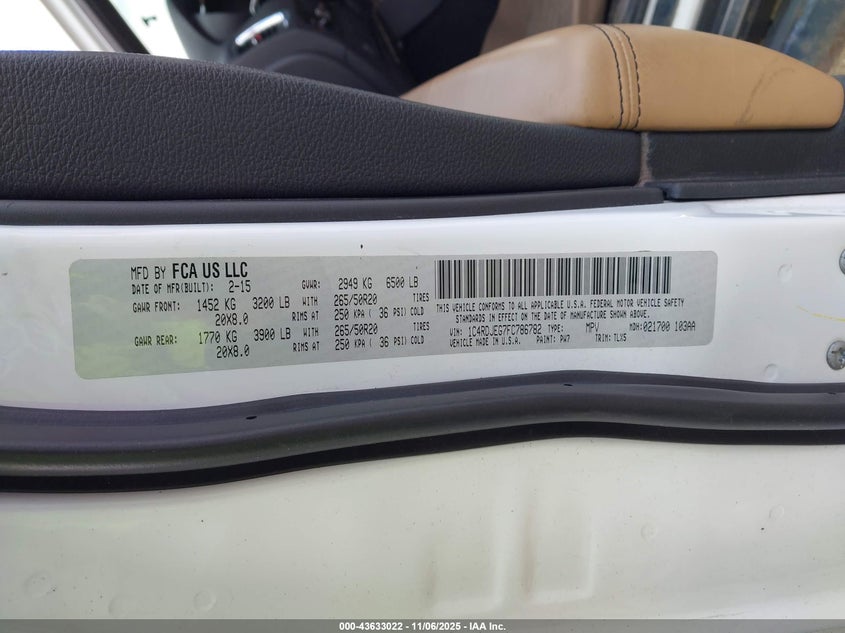 MFD BY FCA US LLC
DATE OF MFR(BUILT): 2-15 GVWR: 2949 KG 6500 LB
GAWR FRONT: 1452 KG 3200 LB WITH 265/50R20 TIRES
20X8.0 RIMS AT 250 KPA ( 36 PSI) COLD
GAWR REAR: 1770 KG 3900 LB WITH 265/50R20 TIRES
20X8.0 RIMS AT 250 KPA ( 36 PSI) COLD
THIS VEHICLE CONFORMS TO ALL APPLICABLE U.S.A. FEDERAL MOTOR VEHICLE SAFETY
STANDARDS IN EFFECT ON THE DATE OF MANUFACTURE SHOWN ABOVE.
VIN: 1C4RDJEG7FC786782 TYPE: MPV MDH: 021700 103AA
VEHICLE MADE IN U.S.A. PAINT: PW7 TRIM: TLX5
000-43633022 - 11/06/2025 - IAA Inc.